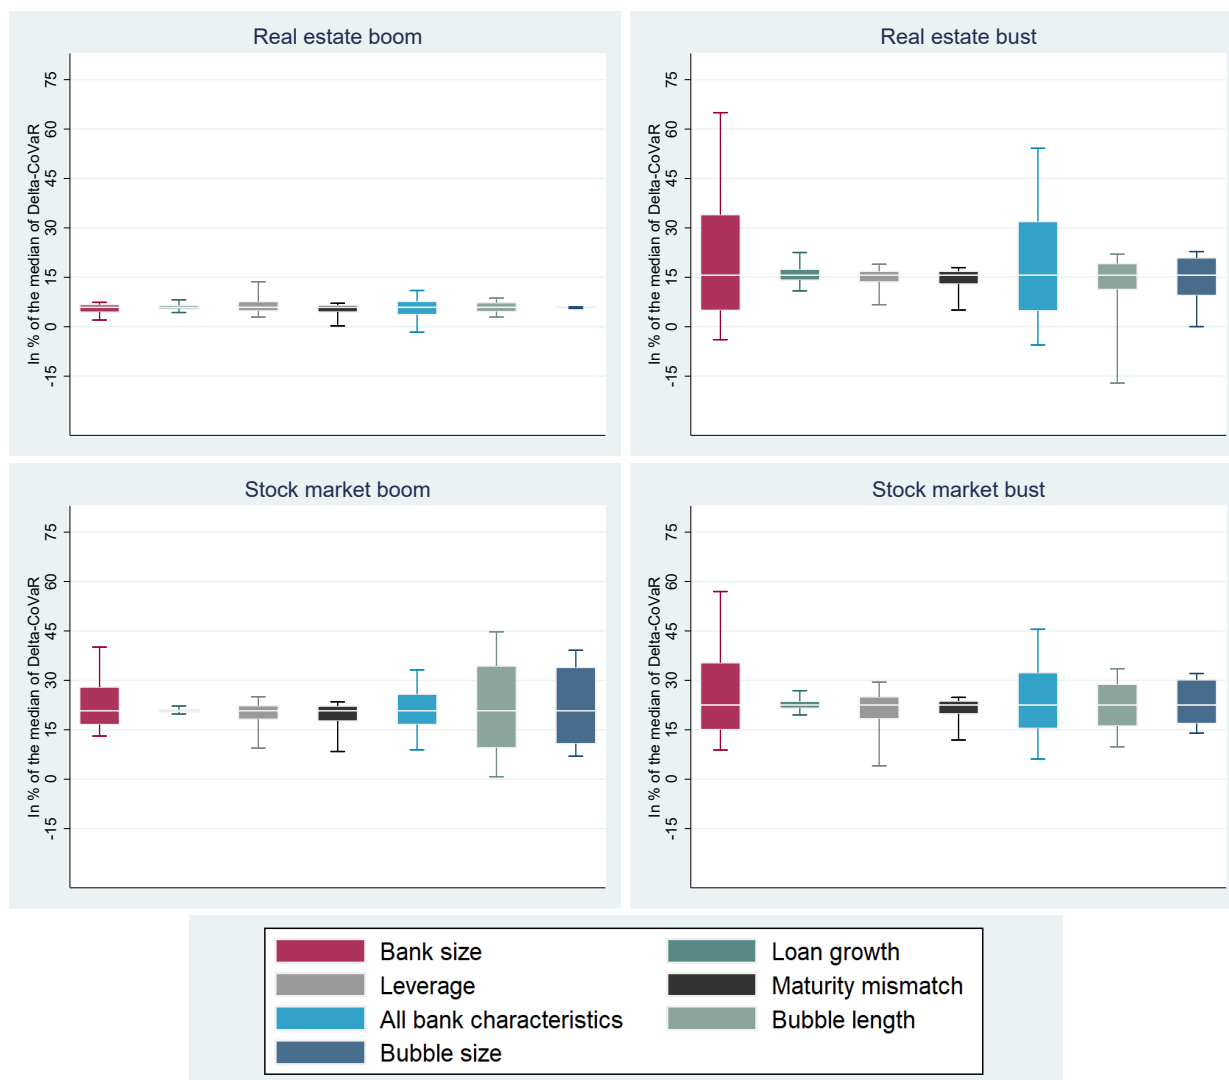 Real estate boom
In % of the median of Delta-CoVaR
75
60
45
30
15
0
-15
Real estate bust
In % of the median of Delta-CoVaR
75
60
45
30
15
0
-15
Stock market boom
In % of the median of Delta-CoVaR
75
60
45
30
15
0
-15
Stock market bust
In % of the median of Delta-CoVaR
75
60
45
30
15
0
-15
Bank size
Loan growth
Leverage
Maturity mismatch
All bank characteristics
Bubble length
Bubble size